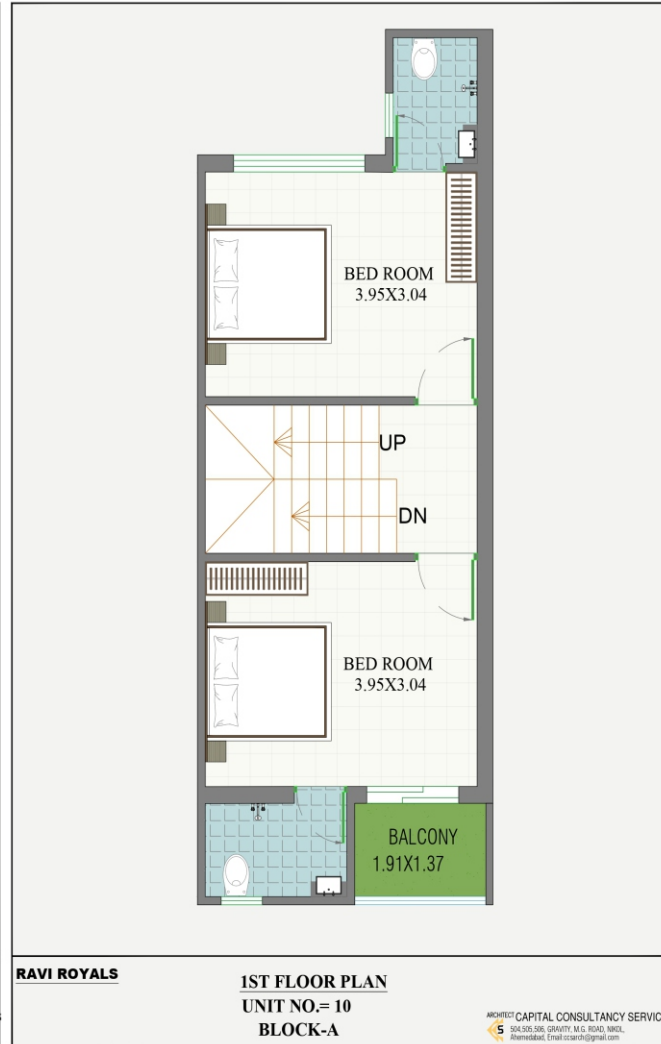 BED ROOM
3.95X3.04
UP
DN
BED ROOM
3.95X3.04
BALCONY
1.91X1.37
RAVI ROYALS
1ST FLOOR PLAN
UNIT NO.= 10
BLOCK-A
ARCHITECT CAPITAL CONSULTANCY SERVIC
504,505,506, GRAVITY, M.G. ROAD, NIKOL,
Ahemedabad, Email:ccsarch@gmail.com